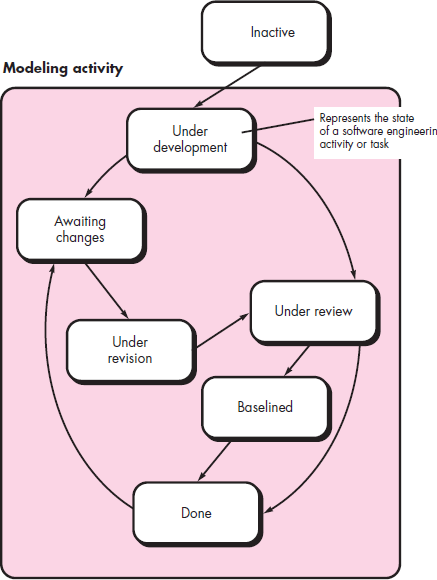 Inactive
Modeling activity
Under
development
Represents the state
of a software engineerin
activity or task
Awaiting
changes
Under review
Under
revision
Baselined
Done